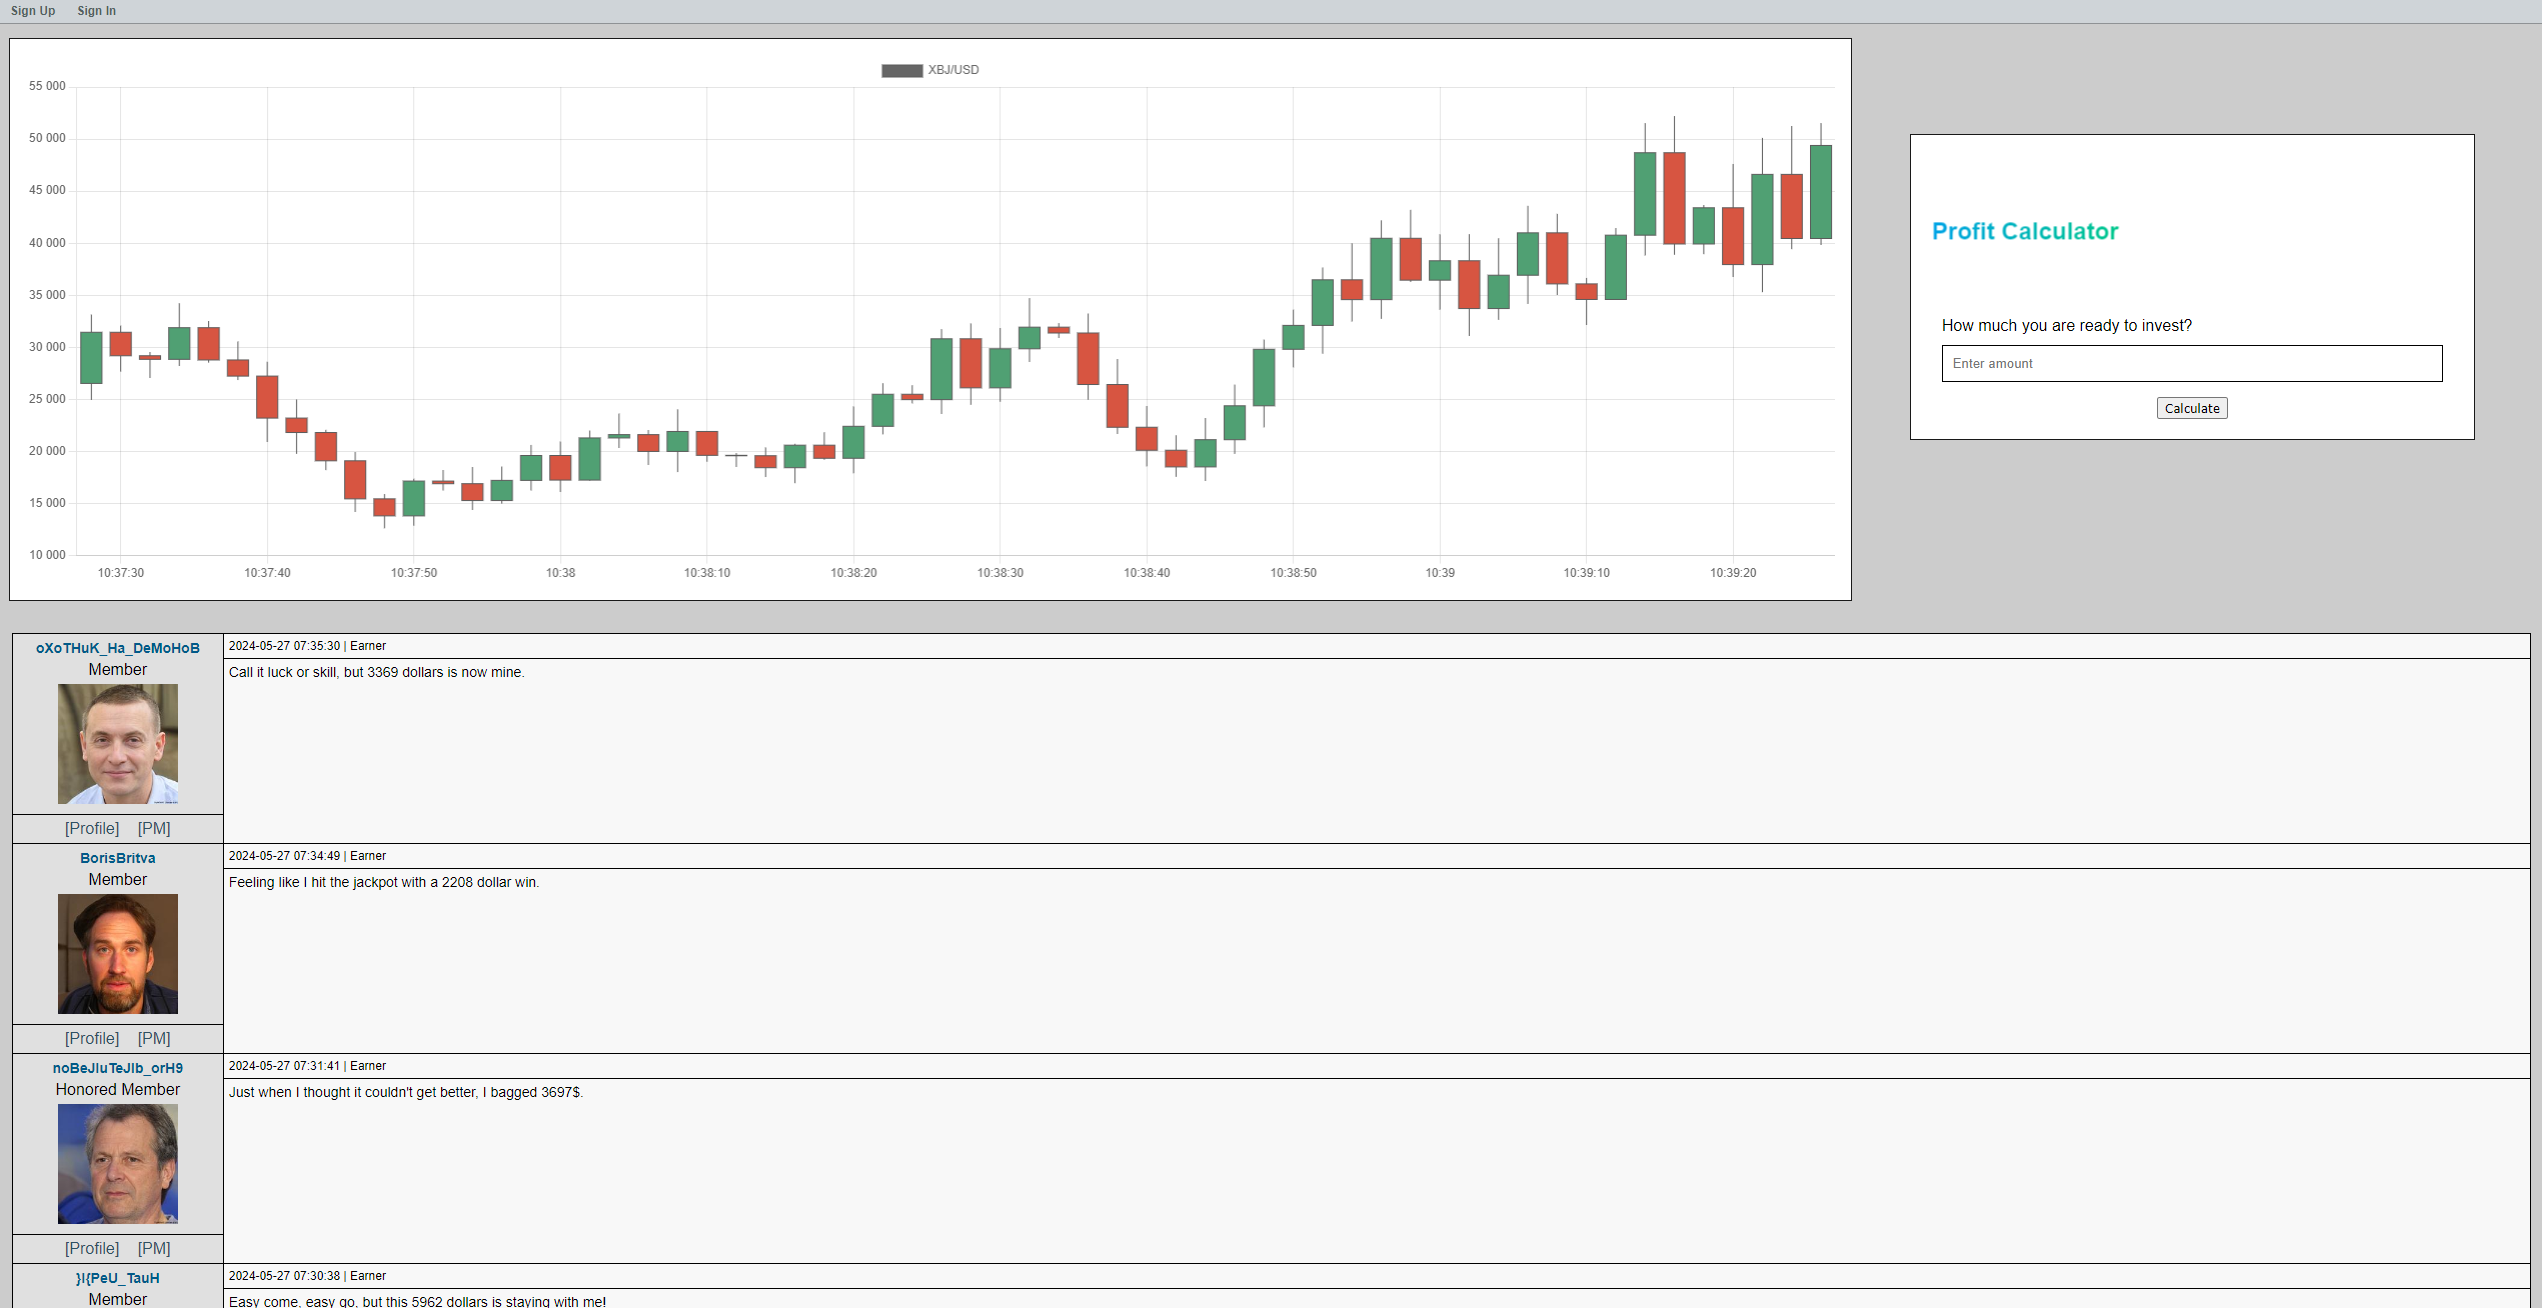 Sign Up Sign In
XBJ/USD
55 000
50 000
45 000
40 000
35 000
30 000
25 000
20 000
15 000
10 000
10:37:30 10:37:40 10:37:50 10:38 10:38:10 10:38:20 10:38:30 10:38:40 10:38:50 10:39 10:39:10 10:39:20
Profit Calculator
How much you are ready to invest?
Enter amount
Calculate
oXoTHuK_Ha_DeMoHoB
Member
[Profile] [PM]
2024-05-27 07:35:30 | Earner
Call it luck or skill, but 3369 dollars is now mine.
BorisBritva
Member
[Profile] [PM]
2024-05-27 07:34:49 | Earner
Feeling like I hit the jackpot with a 2208 dollar win.
noBeJluTeJlb_orH9
Honored Member
[Profile] [PM]
2024-05-27 07:31:41 | Earner
Just when I thought it couldn't get better, I bagged 3697$.
}|{PeU_TauH
Member
2024-05-27 07:30:38 | Earner
Easy come, easy go, but this 5962 dollars is staying with me!